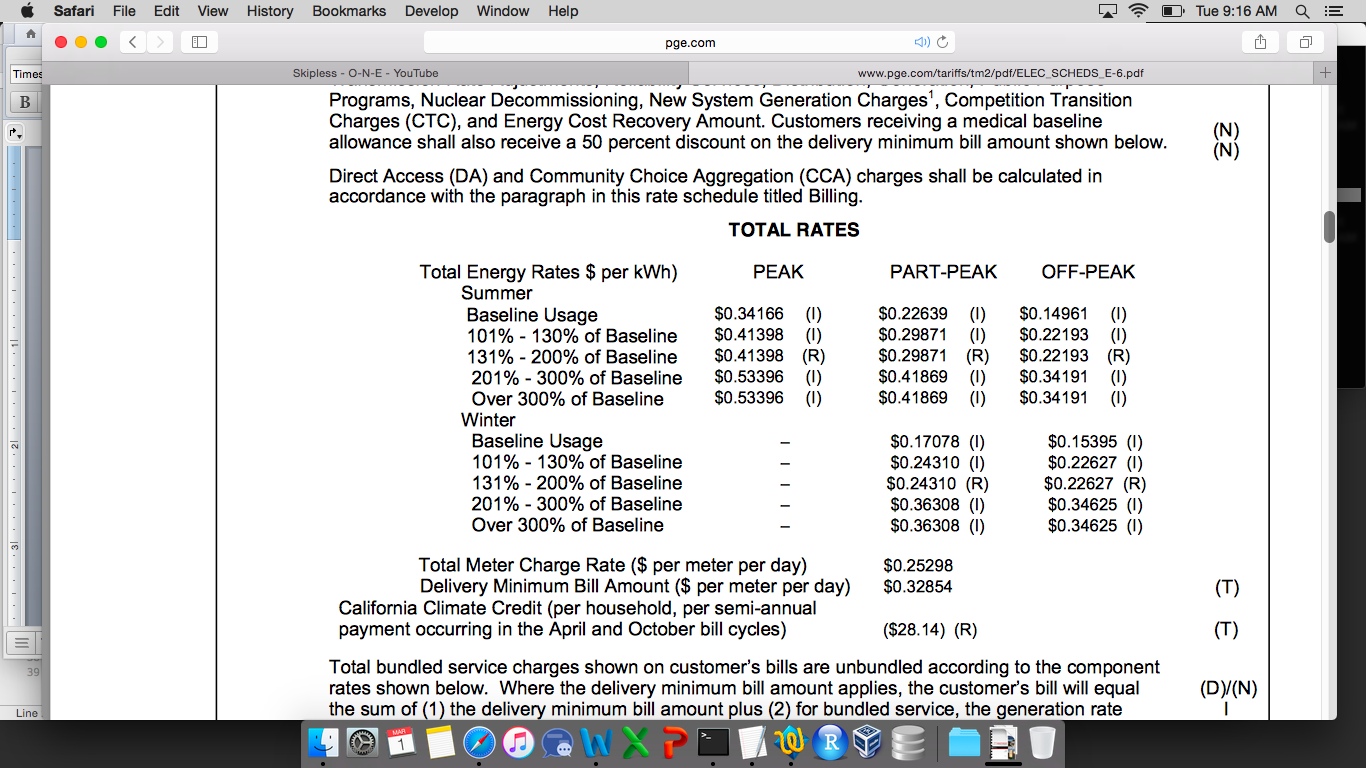 Safari File Edit View History Bookmarks Develop Window Help Tue 9:16 AM
pge.com
Skipless - O-N-E - YouTube www.pge.com/tariffs/tm2/pdf/ELEC_SCHEDS_E-6.pdf +
Times
B
Programs, Nuclear Decommissioning, New System Generation Charges¹, Competition Transition
Charges (CTC), and Energy Cost Recovery Amount. Customers receiving a medical baseline (N)
allowance shall also receive a 50 percent discount on the delivery minimum bill amount shown below. (N)
Direct Access (DA) and Community Choice Aggregation (CCA) charges shall be calculated in
accordance with the paragraph in this rate schedule titled Billing.
TOTAL RATES
Total Energy Rates $ per kWh) PEAK PART-PEAK OFF-PEAK
Summer
Baseline Usage $0.34166 (I) $0.22639 (I) $0.14961 (I)
101% - 130% of Baseline $0.41398 (I) $0.29871 (I) $0.22193 (I)
131% - 200% of Baseline $0.41398 (R) $0.29871 (R) $0.22193 (R)
201% - 300% of Baseline $0.53396 (I) $0.41869 (I) $0.34191 (I)
Over 300% of Baseline $0.53396 (I) $0.41869 (I) $0.34191 (I)
Winter
Baseline Usage – $0.17078 (I) $0.15395 (I)
101% - 130% of Baseline – $0.24310 (I) $0.22627 (I)
131% - 200% of Baseline – $0.24310 (R) $0.22627 (R)
201% - 300% of Baseline – $0.36308 (I) $0.34625 (I)
Over 300% of Baseline – $0.36308 (I) $0.34625 (I)
Total Meter Charge Rate ($ per meter per day) $0.25298
Delivery Minimum Bill Amount ($ per meter per day) $0.32854 (T)
California Climate Credit (per household, per semi-annual
payment occurring in the April and October bill cycles) ($28.14) (R) (T)
Total bundled service charges shown on customer's bills are unbundled according to the component
rates shown below. Where the delivery minimum bill amount applies, the customer's bill will equal (D)/(N)
the sum of (1) the delivery minimum bill amount plus (2) for bundled service, the generation rate I
39
Line
MAR
1
R